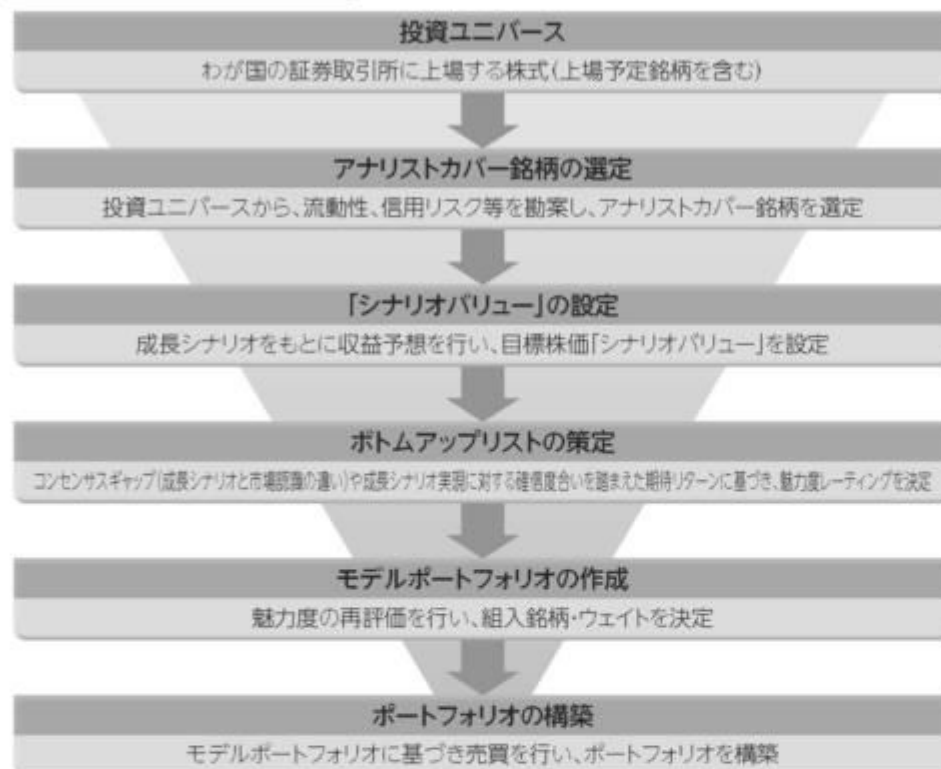 投資ユニバース
わが国の証券取引所に上場する株式(上場予定銘柄を含む)
アナリストカバー銘柄の選定
投資ユニバースから、流動性、信用リスク等を勘案し、アナリストカバー銘柄を選定
「シナリオバリュー」の設定
成長シナリオをもとに収益予想を行い、目標株価「シナリオバリュー」を設定
ボトムアップリストの策定
コンセンサスギャップ(成長シナリオと市場認識の違い)や成長シナリオ実現に対する確信度合いを踏まえた期待リターンに基づき、魅力度レーティングを決定
モデルポートフォリオの作成
魅力度の再評価を行い、組入銘柄・ウェイトを決定
ポートフォリオの構築
モデルポートフォリオに基づき売買を行い、ポートフォリオを構築